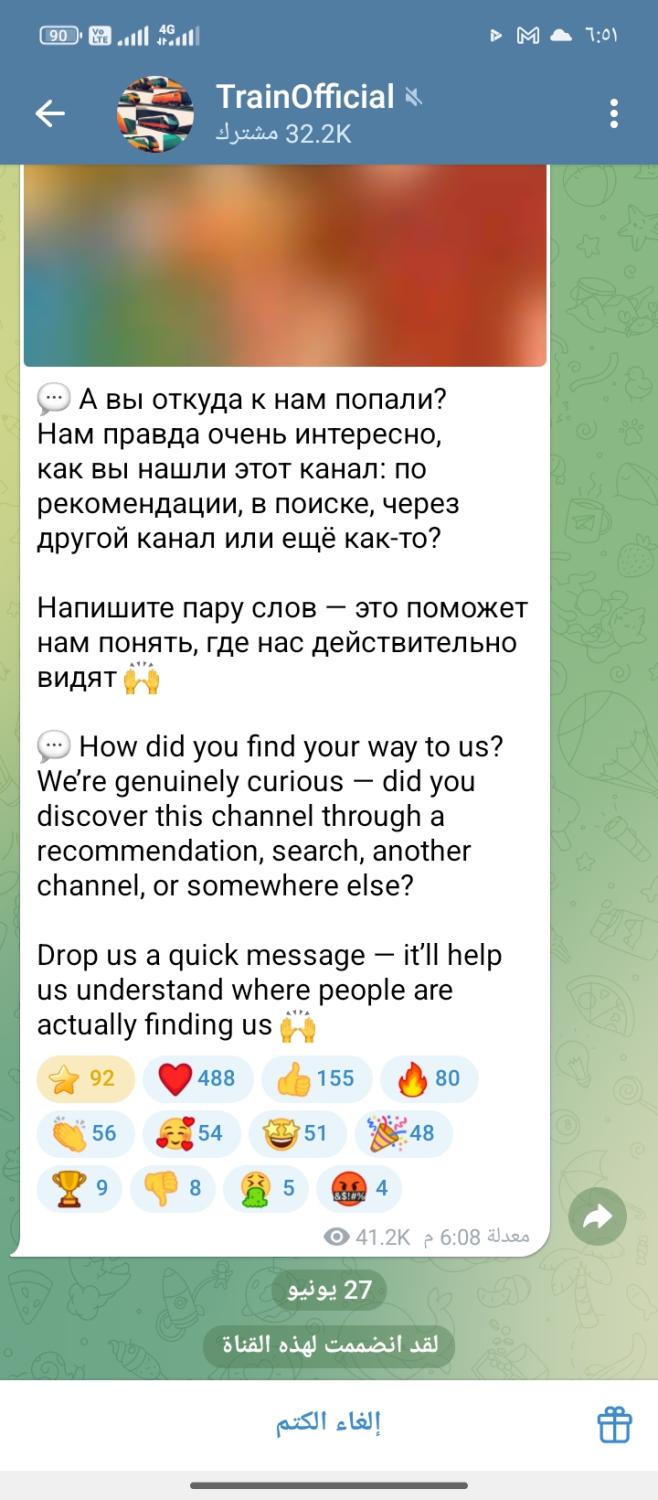 90
Vo
LTE
4G
٦:٥١
TrainOfficial
32.2K مشترك
💬 А вы откуда к нам попали?
Нам правда очень интересно,
как вы нашли этот канал: по
рекомендации, в поиске, через
другой канал или ещё как-то?
Напишите пару слов — это поможет
нам понять, где нас действительно
видят 🙌
💬 How did you find your way to us?
We’re genuinely curious — did you
discover this channel through a
recommendation, search, another
channel, or somewhere else?
Drop us a quick message — it’ll help
us understand where people are
actually finding us 🙌
⭐ 92 ❤️ 488 👍 155 🔥 80
👏 56 🥰 54 🤩 51 🎉 48
🏆 9 👎 8 🤮 5 🤬 4
41.2K معدلة 6:08 م
27 يونيو
لقد انضممت لهذه القناة
إلغاء الكتم